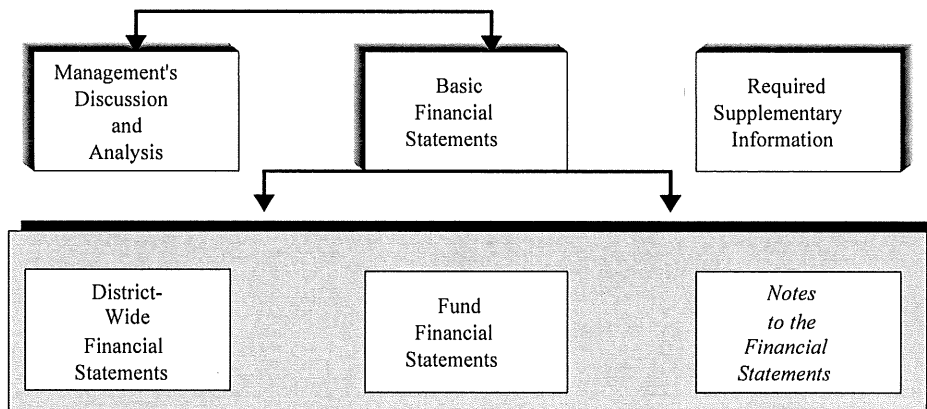 Management's
Discussion
and
Analysis
Basic
Financial
Statements
Required
Supplementary
Information
District-
Wide
Financial
Statements
Fund
Financial
Statements
Notes
to the
Financial
Statements